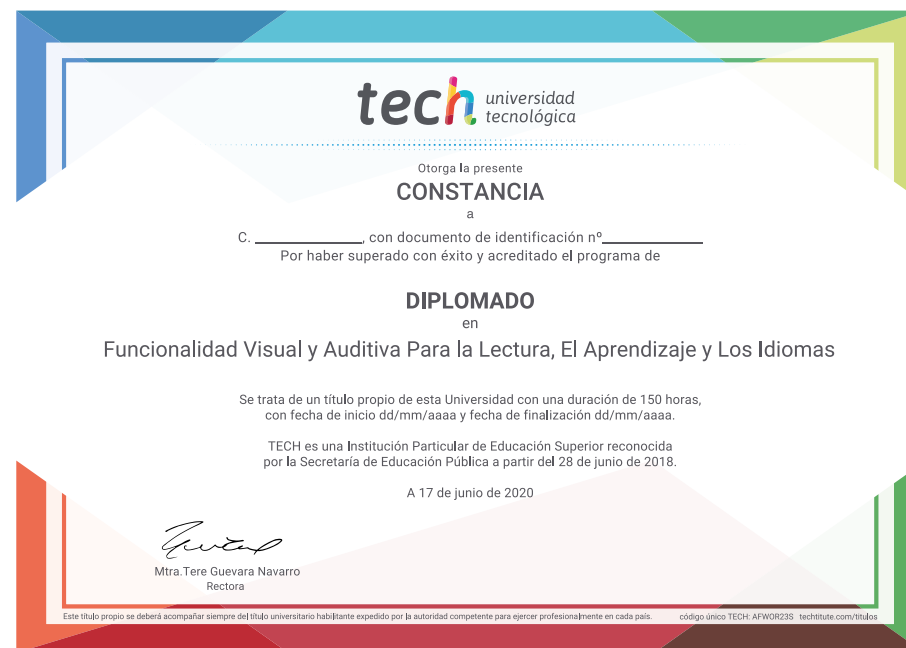 tech universidad
tecnológica
Otorga la presente
CONSTANCIA
a
C. ____________, con documento de identificación nº____________
Por haber superado con éxito y acreditado el programa de
DIPLOMADO
en
Funcionalidad Visual y Auditiva Para la Lectura, El Aprendizaje y Los Idiomas
Se trata de un título propio de esta Universidad con una duración de 150 horas,
con fecha de inicio dd/mm/aaaa y fecha de finalización dd/mm/aaaa.
TECH es una Institución Particular de Educación Superior reconocida
por la Secretaría de Educación Pública a partir del 28 de junio de 2018.
A 17 de junio de 2020
Mtra.Tere Guevara Navarro
Rectora
Este título propio se deberá acompañar siempre del título universitario habilitante expedido por la autoridad competente para ejercer profesionalmente en cada país. código único TECH: AFWOR23S techtitute.com/titulos